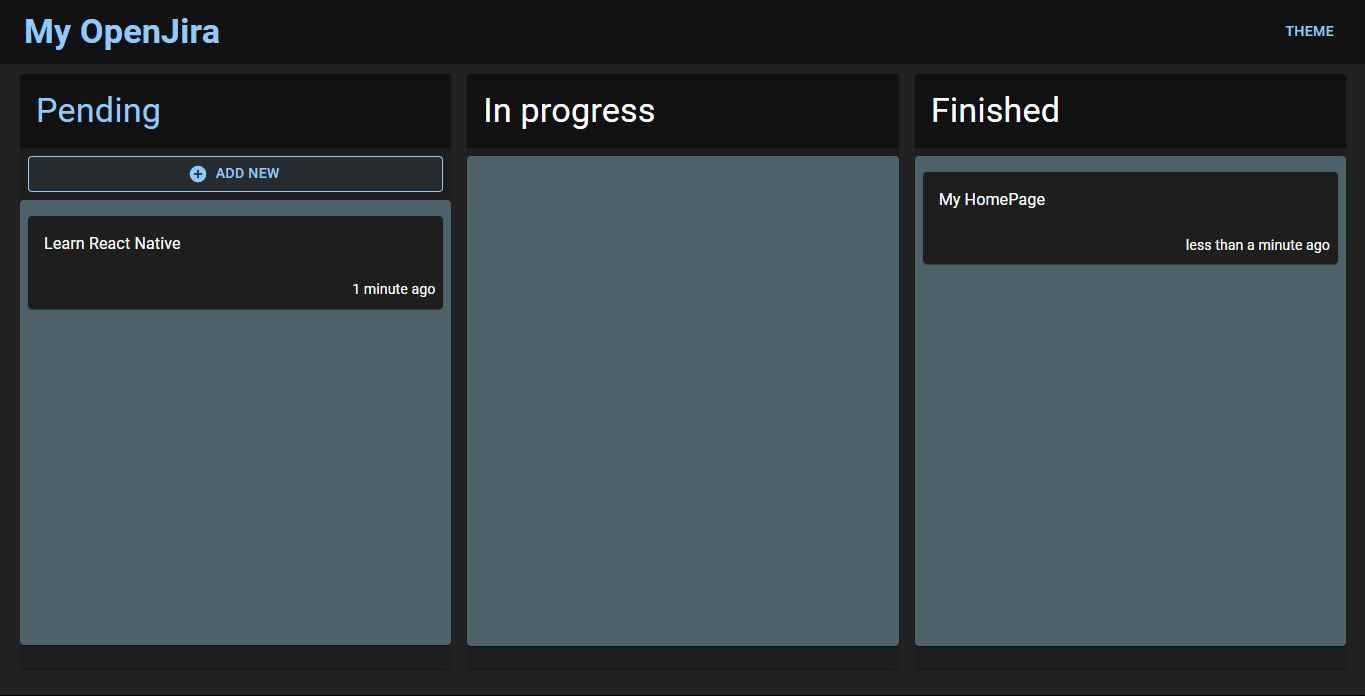 My OpenJira
THEME
Pending
ADD NEW
Learn React Native
1 minute ago
In progress
Finished
My HomePage
less than a minute ago